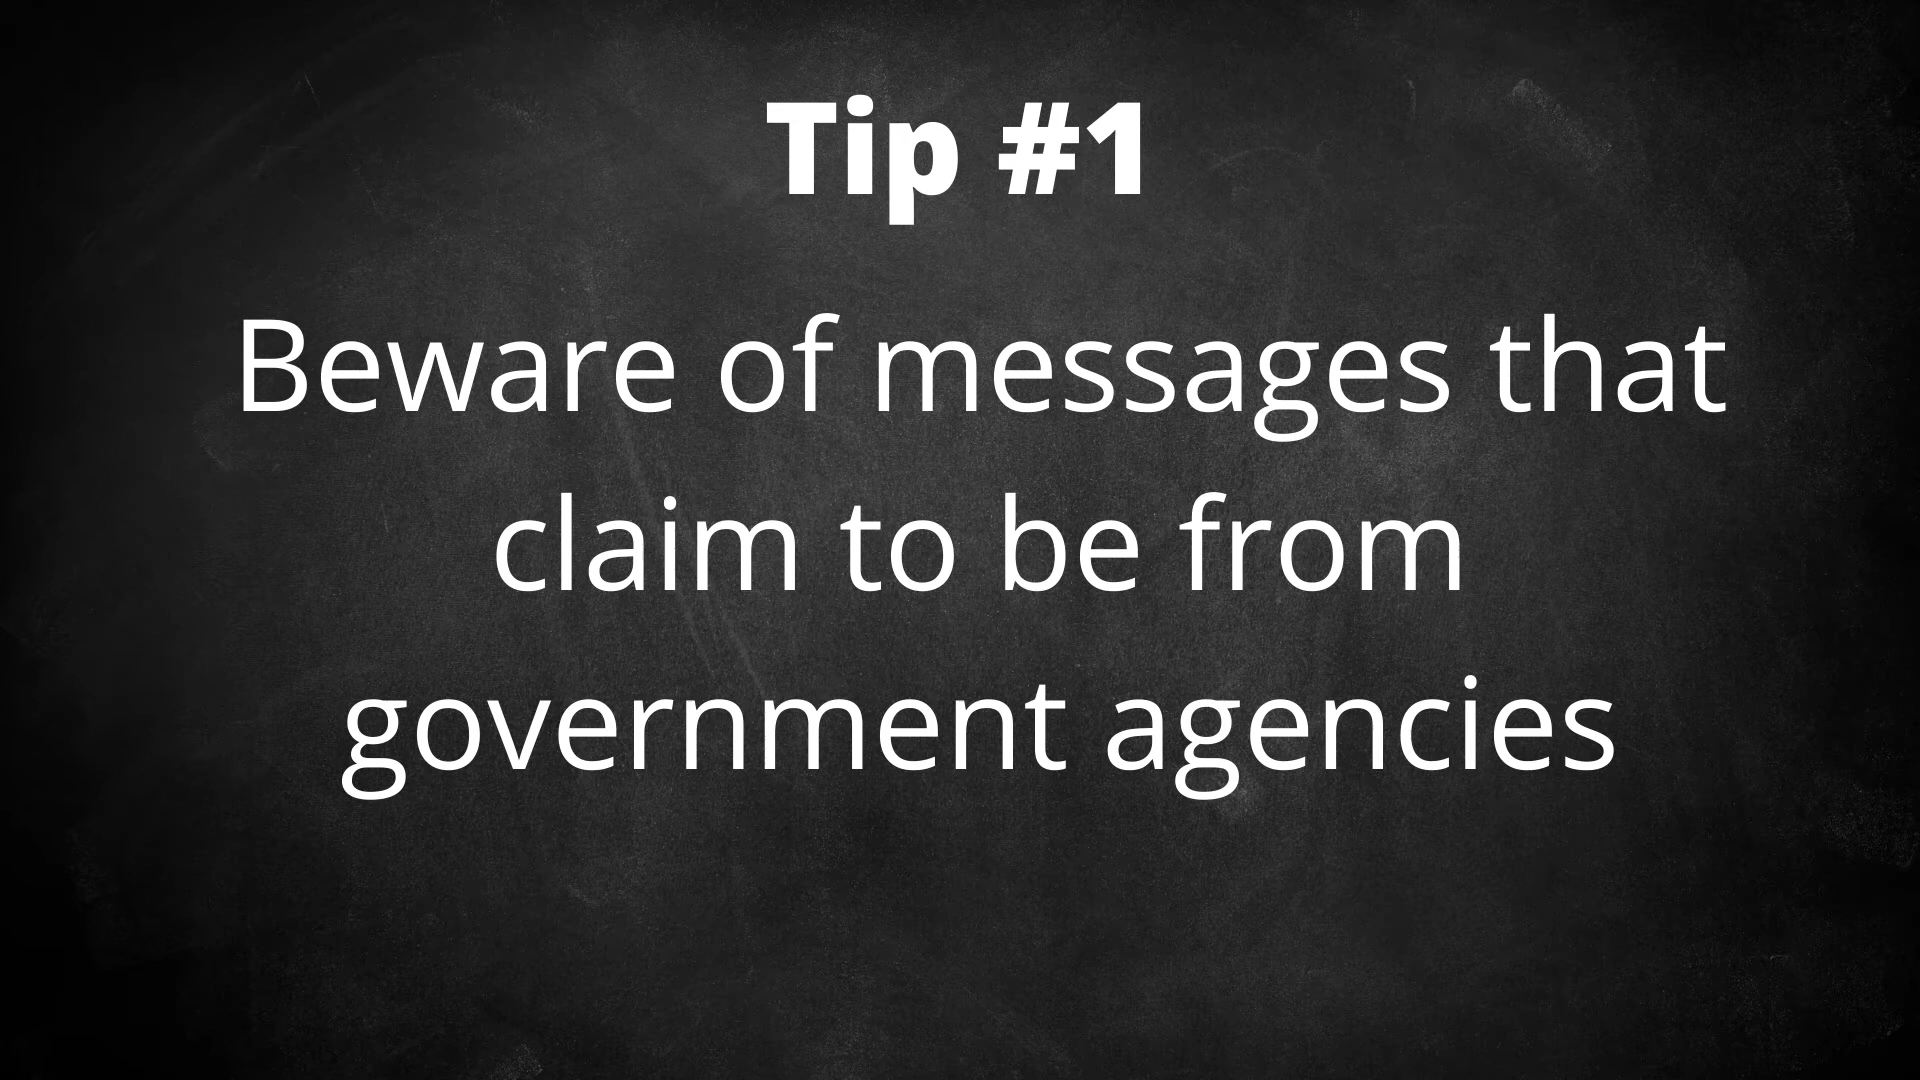 Tip #1
Beware of messages that
claim to be from
government agencies